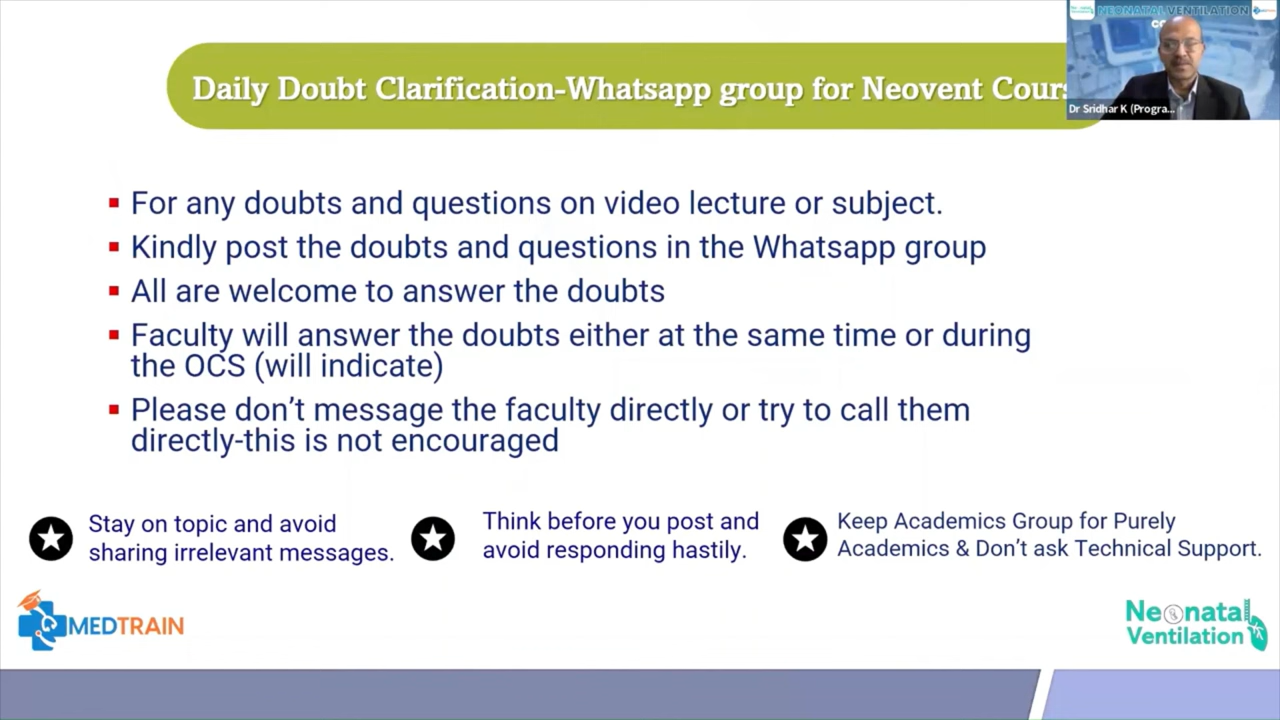 Daily Doubt Clarification-Whatsapp group for Neovent Cour
NEONATAL VENTILATION
Dr Sridhar K (Progra...
For any doubts and questions on video lecture or subject.
Kindly post the doubts and questions in the Whatsapp group
All are welcome to answer the doubts
Faculty will answer the doubts either at the same time or during
the OCS (will indicate)
Please don’t message the faculty directly or try to call them
directly-this is not encouraged
Stay on topic and avoid
sharing irrelevant messages.
Think before you post and
avoid responding hastily.
Keep Academics Group for Purely
Academics & Don’t ask Technical Support.
MEDTRAIN
Neonatal
Ventilation